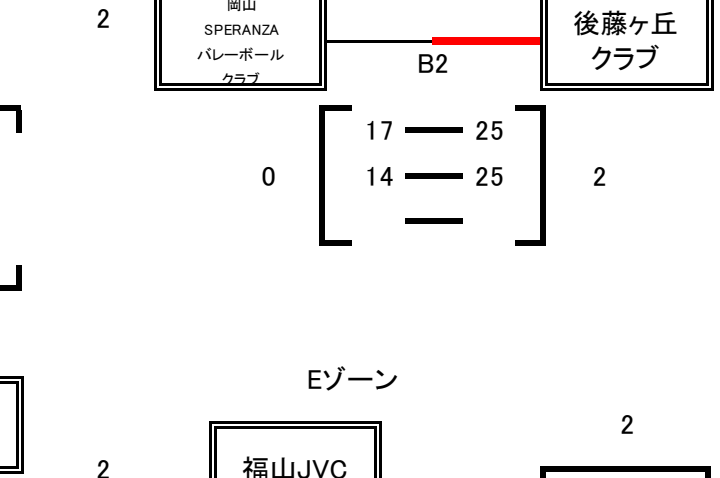 2
岡山
SPERANZA
バレーボール
クラブ
B2
後藤ヶ丘
クラブ
17 25
0 14 25 2
Eゾーン
2
2
福山JVC